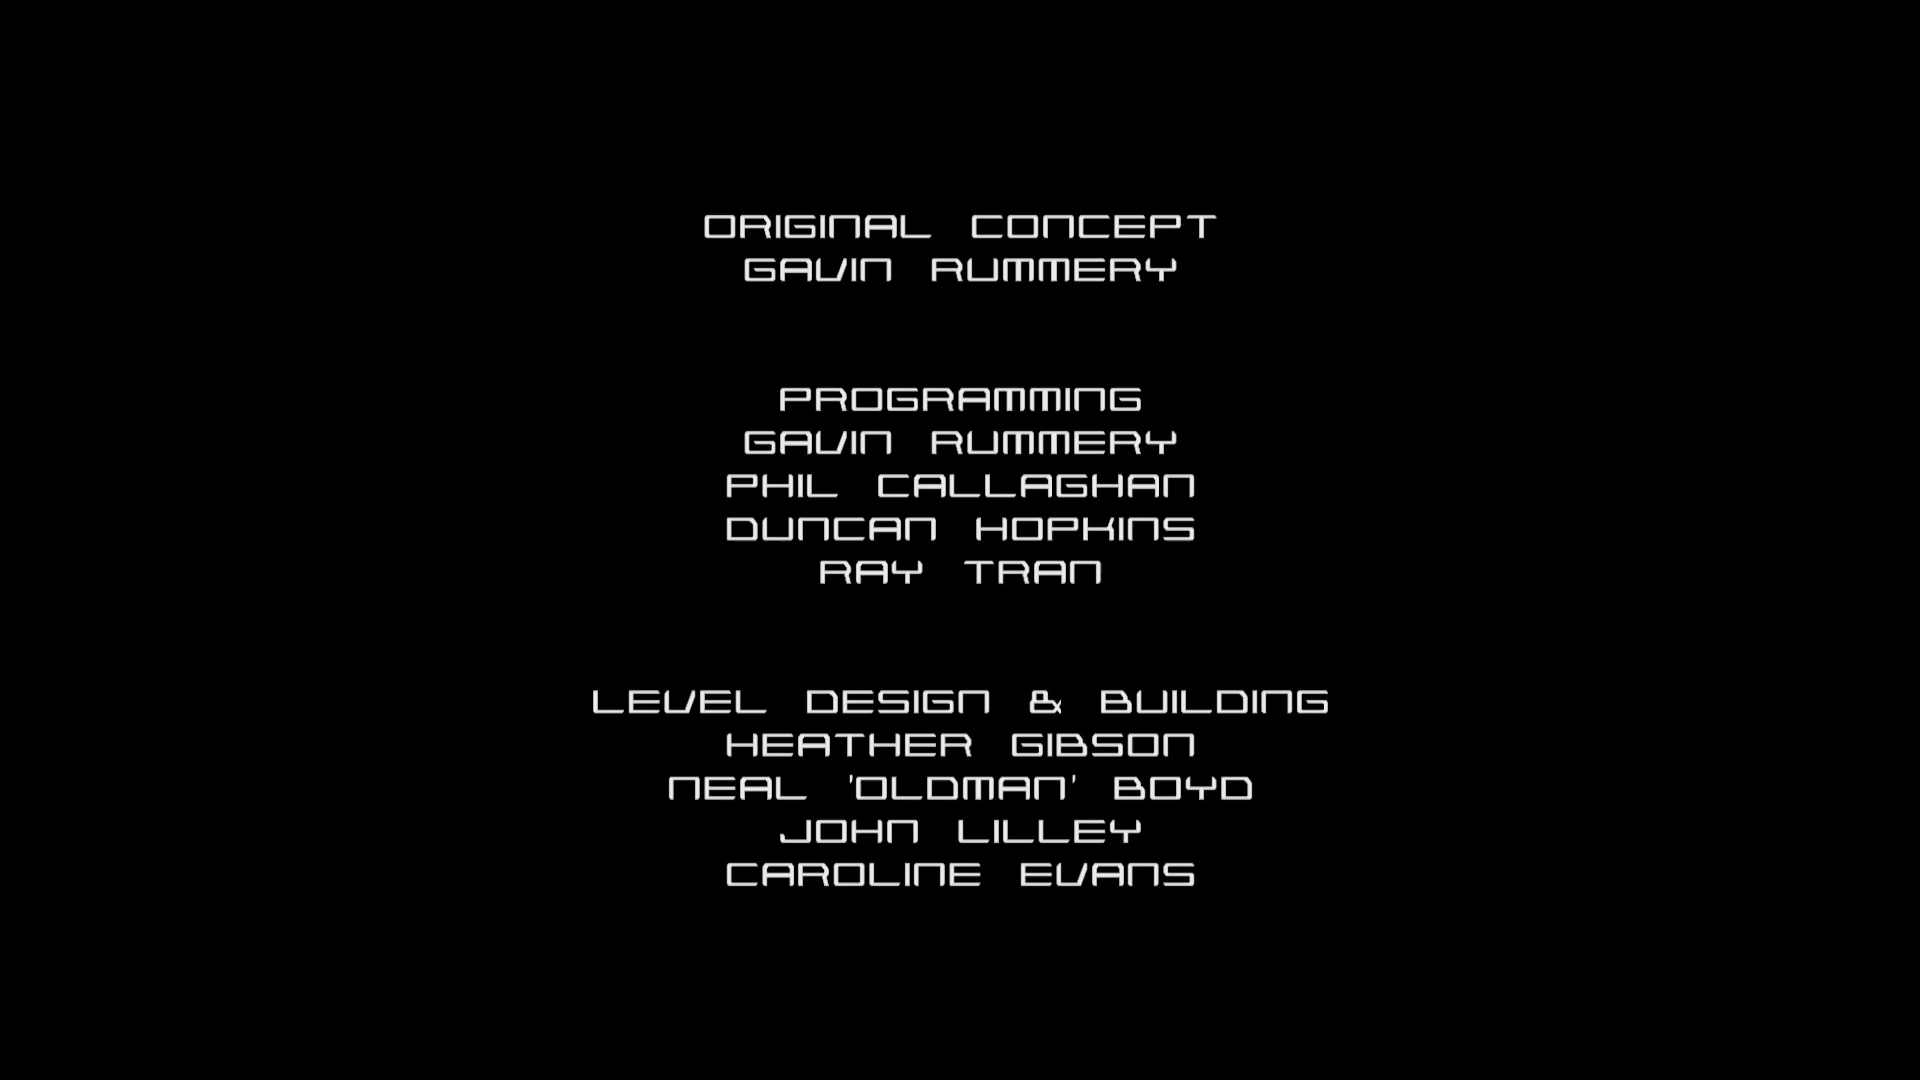 ORIGINAL CONCEPT
GAVIN RUMMERY
PROGRAMMING
GAVIN RUMMERY
PHIL CALLAGHAN
DUNCAN HOPKINS
RAY TRAN
LEVEL DESIGN & BUILDING
HEATHER GIBSON
NEAL 'OLDMAN' BOYD
JOHN LILLEY
CAROLINE EVANS